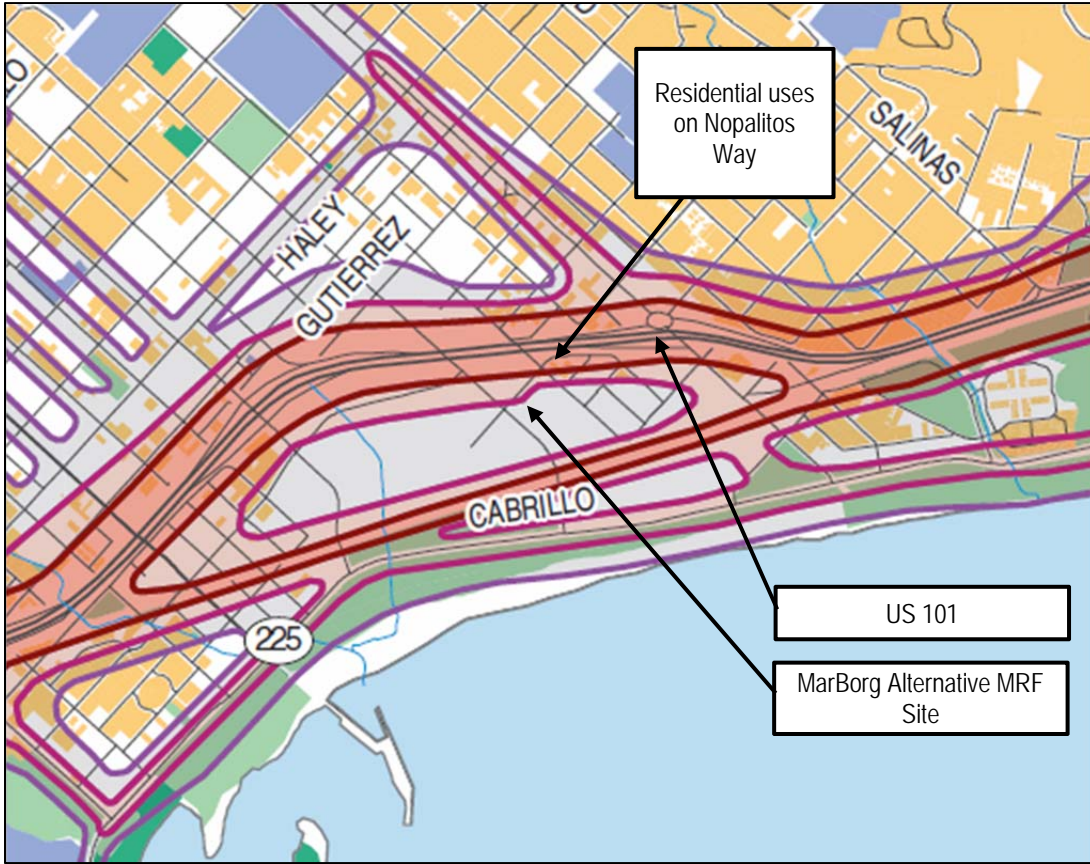 Residential uses
on Nopalitos
Way
SALINAS
HALEY
GUTIERREZ
CABRILLO
225
US 101
MarBorg Alternative MRF
Site